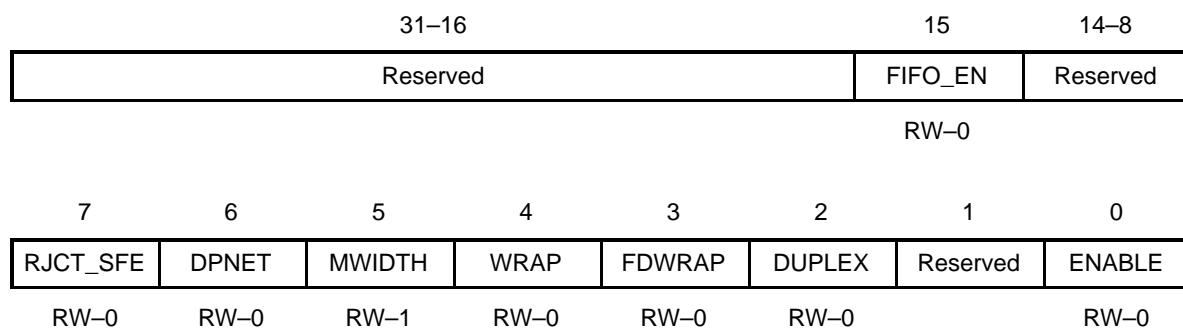 31–16 15 14–8
Reserved FIFO_EN Reserved
RW–0
7 6 5 4 3 2 1 0
RJCT_SFE DPNET MWIDTH WRAP FDWRAP DUPLEX Reserved ENABLE
RW–0 RW–0 RW–1 RW–0 RW–0 RW–0 RW–0